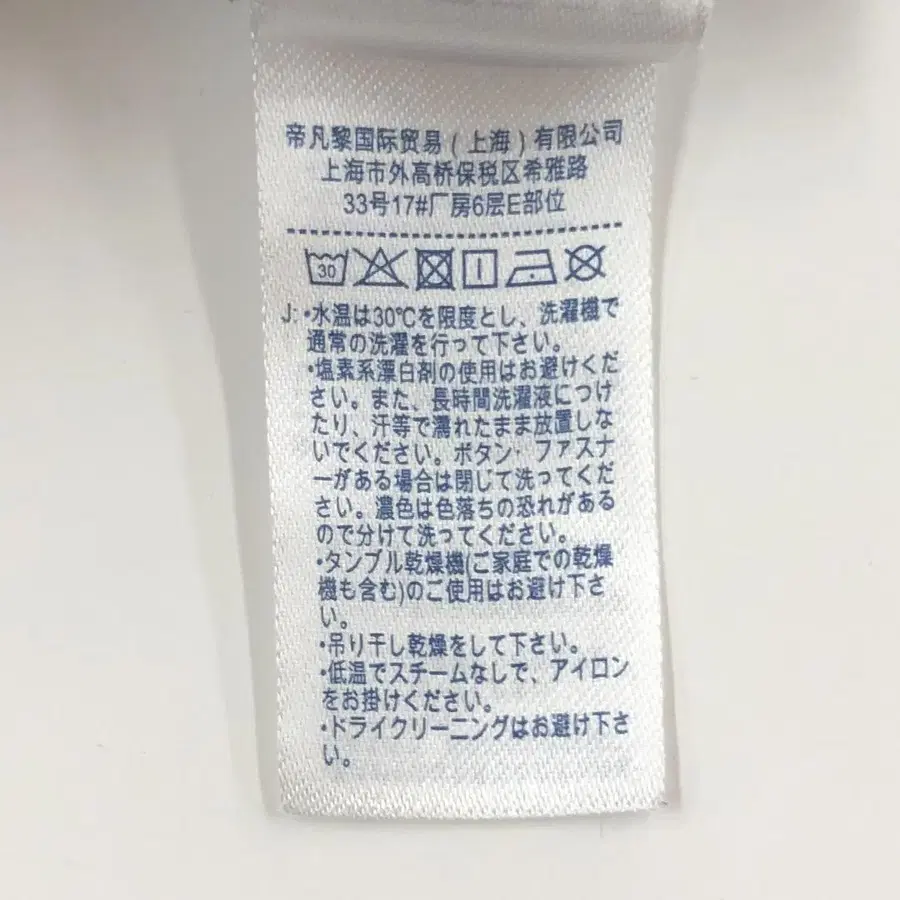 帝凡黎国际贸易(上海)有限公司
上海市外高桥保税区希雅路
33号17#厂房6层E部位
30
J:・水温は30℃を限度とし、洗濯機で
通常の洗濯を行って下さい。
・塩素系漂白剤の使用はお避けくだ
さい。また、長時間洗濯液につけ
たり、汗等で濡れたまま放置しな
いでください。ボタン・ファスナ
ーがある場合は閉じて洗ってくだ
さい。濃色は色落ちの恐れがある
ので分けて洗ってください。
・タンブル乾燥機(ご家庭での乾燥
機も含む)のご使用はお避け下さ
い。
・吊り干し乾燥をして下さい。
・低温でスチームなしで、アイロン
をお掛けください。
・ドライクリーニングはお避け下さ
い。